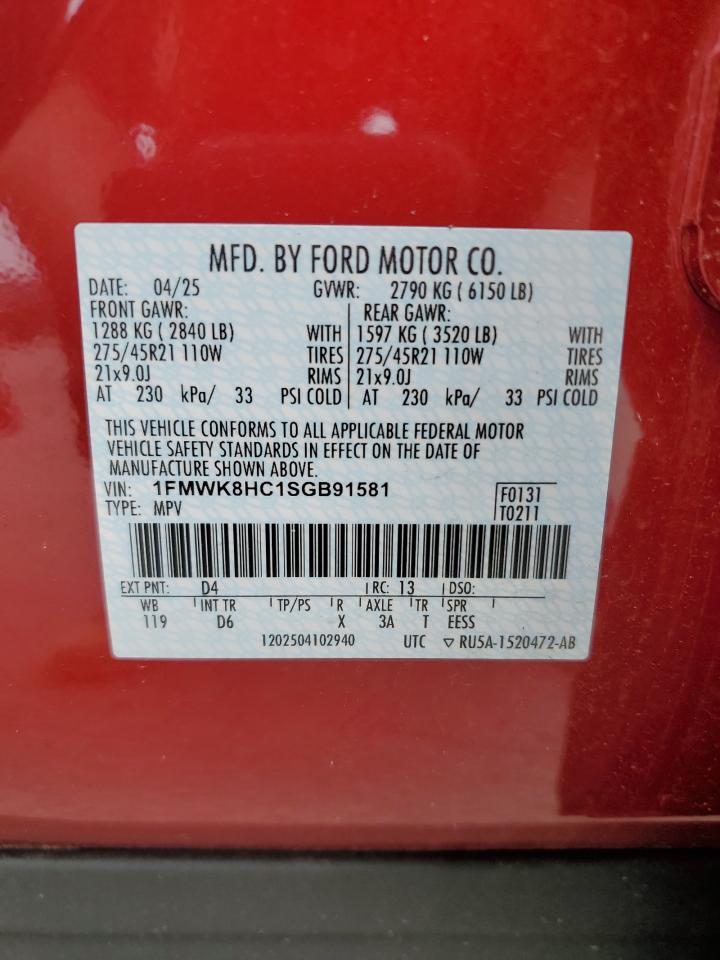 MFD. BY FORD MOTOR CO.
DATE: 04/25 GVWR: 2790 KG ( 6150 LB)
FRONT GAWR: REAR GAWR:
1288 KG ( 2840 LB) WITH 1597 KG ( 3520 LB) WITH
275/45R21 110W TIRES 275/45R21 110W TIRES
21x9.0J RIMS 21x9.0J RIMS
AT 230 kPa/ 33 PSI COLD AT 230 kPa/ 33 PSI COLD
THIS VEHICLE CONFORMS TO ALL APPLICABLE FEDERAL MOTOR
VEHICLE SAFETY STANDARDS IN EFFECT ON THE DATE OF
MANUFACTURE SHOWN ABOVE.
VIN: 1FMWK8HC1SGB91581 F0131
TYPE: MPV T0211
EXT PNT: D4 RC: 13 DSO:
WB INT TR TP/PS R AXLE TR SPR
119 D6 X 3A T EESS
1202504102940 UTC ▽ RU5A-1520472-AB